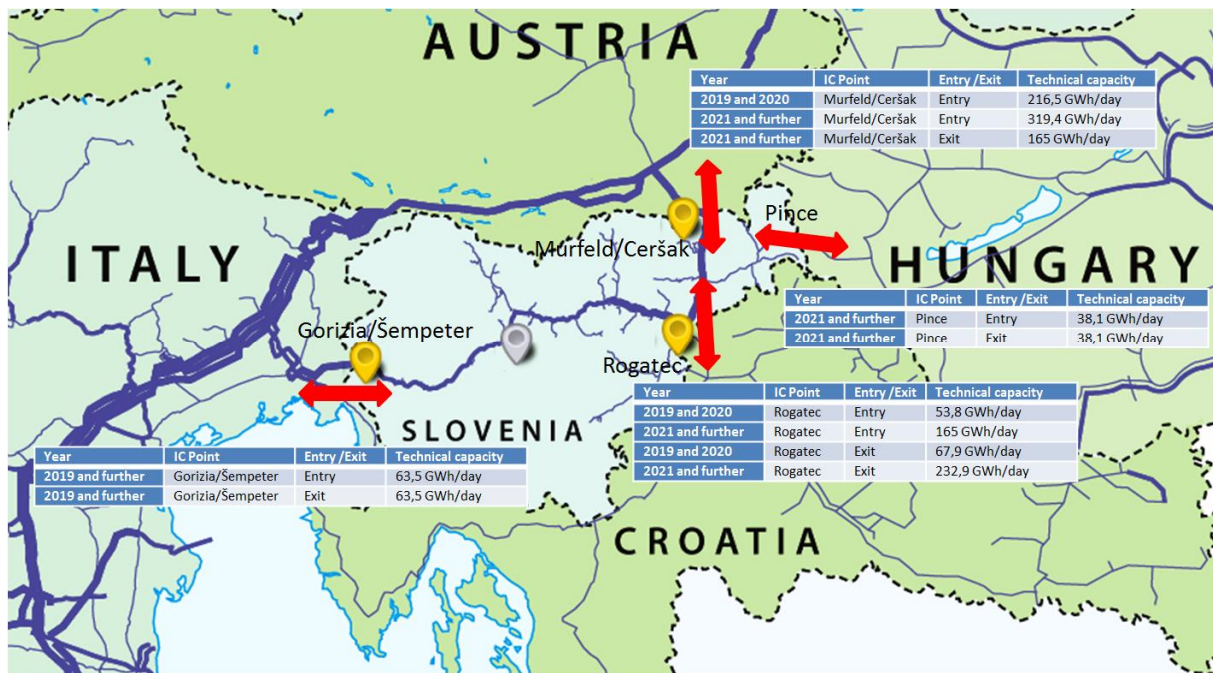 AUSTRIA
Year IC Point Entry /Exit Technical capacity
2019 and 2020 Murfeld/Ceršak Entry 216,5 GWh/day
2021 and further Murfeld/Ceršak Entry 319,4 GWh/day
2021 and further Murfeld/Ceršak Exit 165 GWh/day
Pince
ITALY
Murfeld/Ceršak
HUNGARY
Year IC Point Entry /Exit Technical capacity
2021 and further Pince Entry 38,1 GWh/day
2021 and further Pince Exit 38,1 GWh/day
Gorizia/Šempeter
Rogatec
Year IC Point Entry /Exit Technical capacity
2019 and 2020 Rogatec Entry 53,8 GWh/day
2021 and further Rogatec Entry 165 GWh/day
2019 and 2020 Rogatec Exit 67,9 GWh/day
2021 and further Rogatec Exit 232,9 GWh/day
SLOVENIA
Year IC Point Entry /Exit Technical capacity
2019 and further Gorizia/Šempeter Entry 63,5 GWh/day
2019 and further Gorizia/Šempeter Exit 63,5 GWh/day
CROATIA